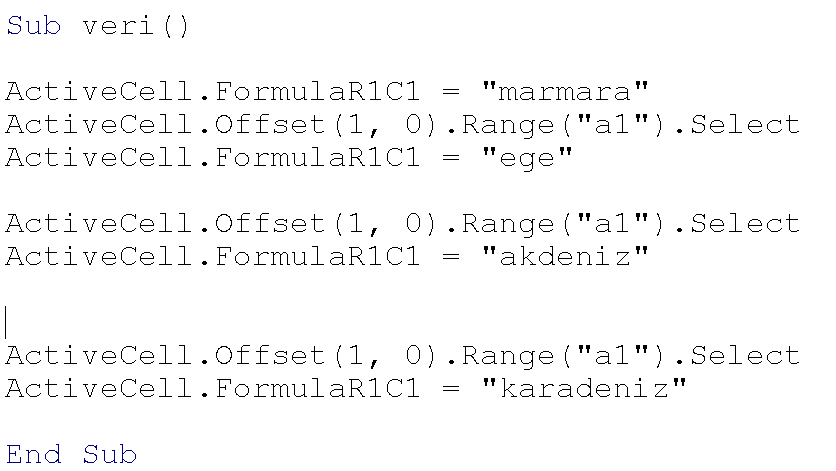 Sub veri()
ActiveCell.FormulaR1C1 = "marmara"
ActiveCell.Offset(1, 0).Range("a1").Select
ActiveCell.FormulaR1C1 = "ege"
ActiveCell.Offset(1, 0).Range("a1").Select
ActiveCell.FormulaR1C1 = "akdeniz"
ActiveCell.Offset(1, 0).Range("a1").Select
ActiveCell.FormulaR1C1 = "karadeniz"
End Sub